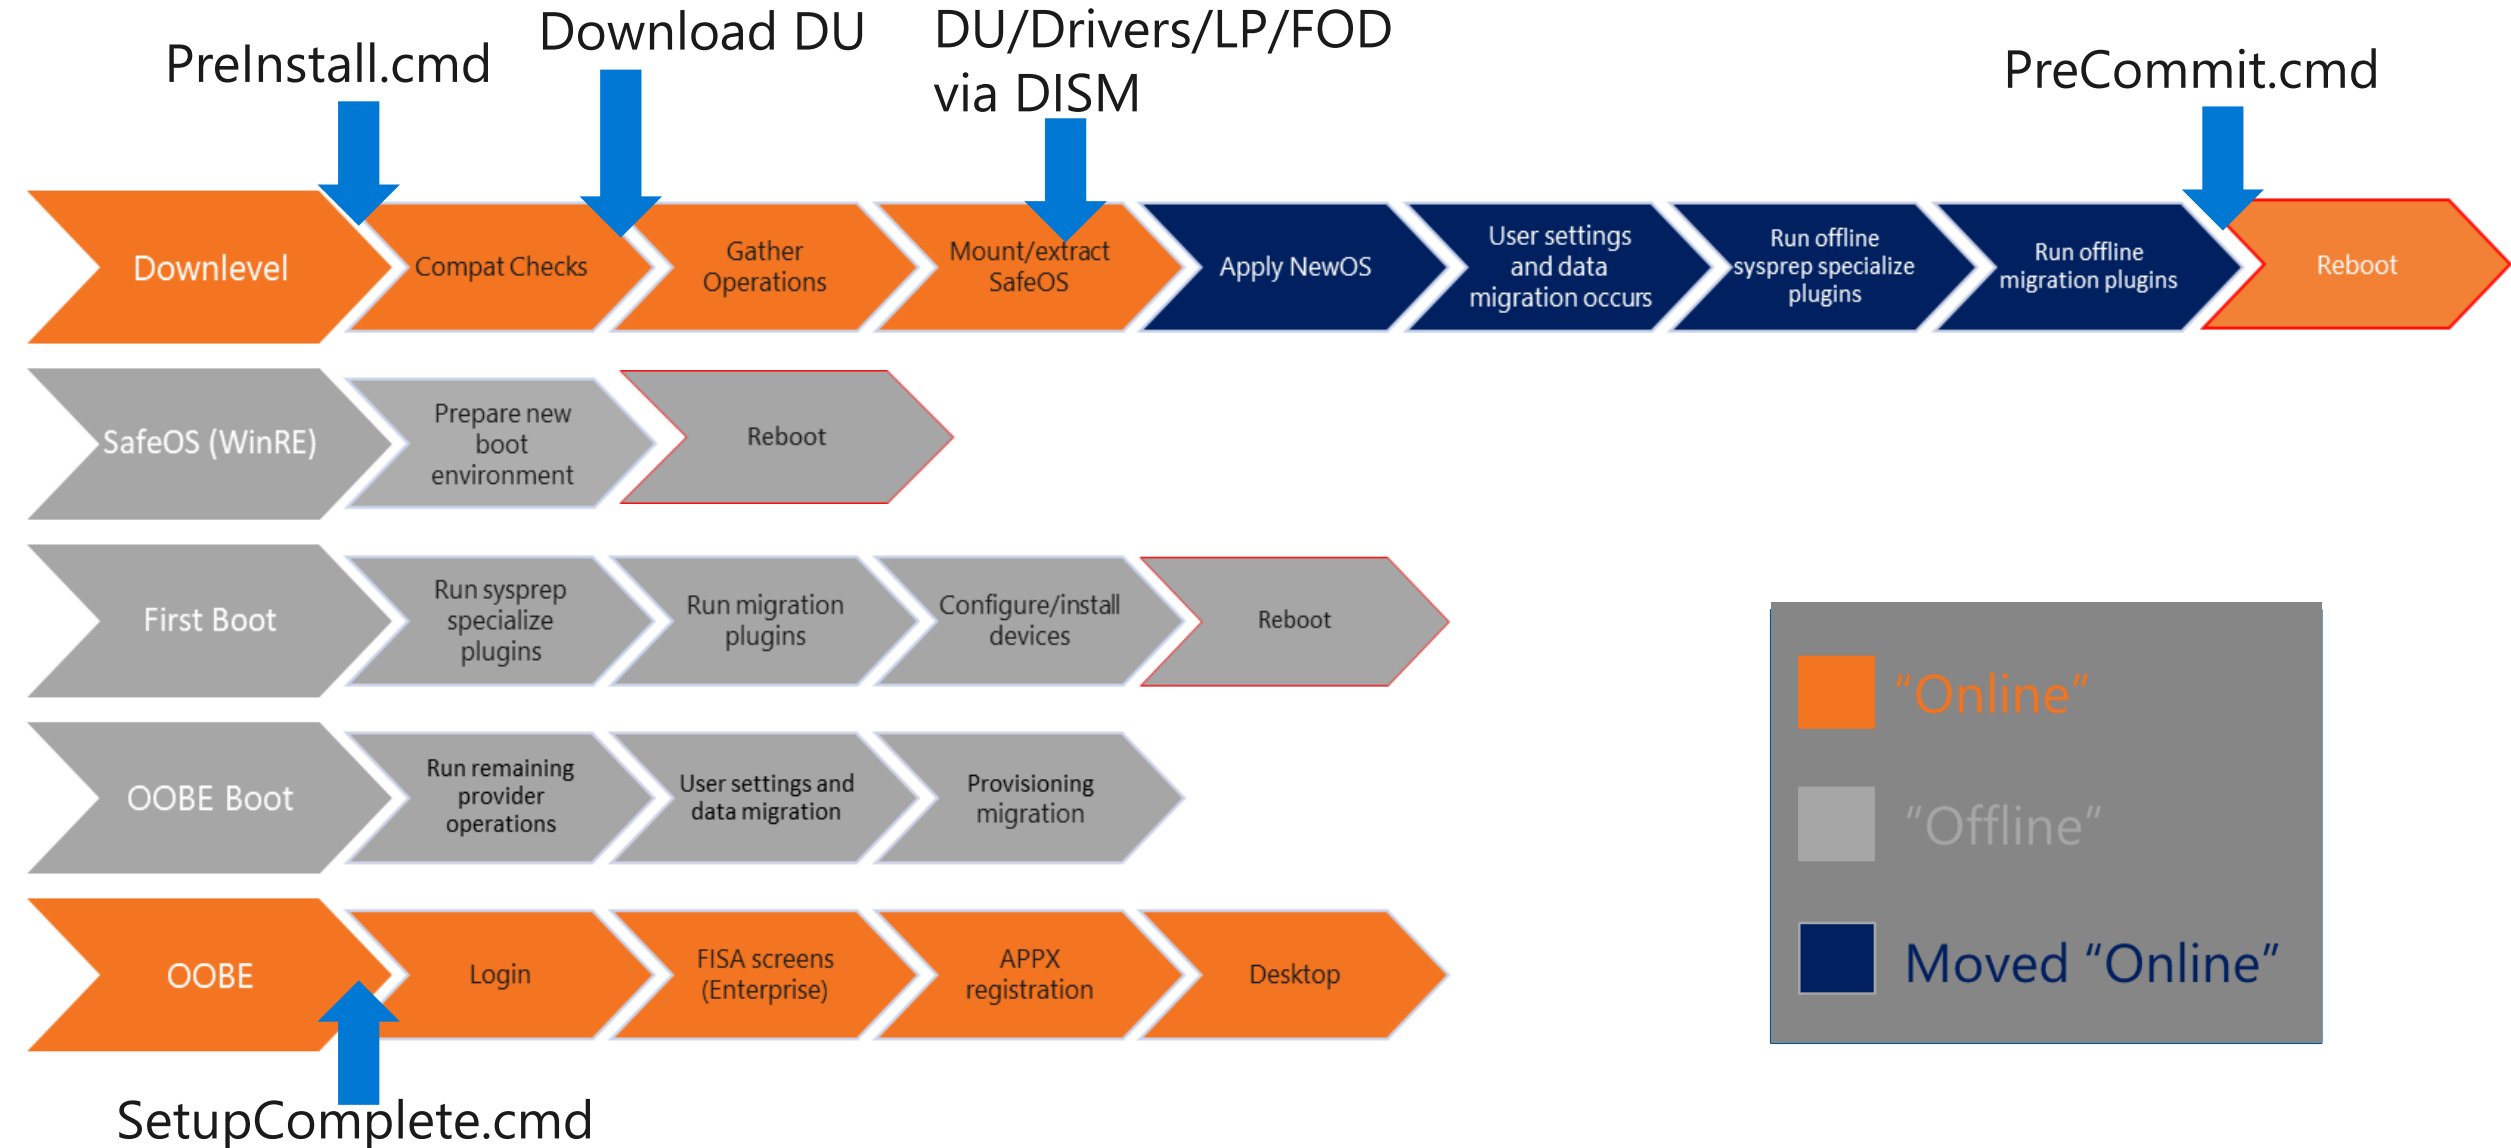 PreInstall.cmd
Download DU
DU/Drivers/LP/FOD
via DISM
PreCommit.cmd
Downlevel
Compat Checks
Gather
Operations
Mount/extract
SafeOS
Apply NewOS
User settings
and data
migration occurs
Run offline
sysprep specialize
plugins
Run offline
migration plugins
Reboot
SafeOS (WinRE)
Prepare new
boot
environment
Reboot
First Boot
Run sysprep
specialize
plugins
Run migration
plugins
Configure/install
devices
Reboot
OOBE Boot
Run remaining
provider
operations
User settings and
data migration
Provisioning
migration
OOBE
Login
FISA screens
(Enterprise)
APPX
registration
Desktop
SetupComplete.cmd
“Online”
“Offline”
Moved “Online”